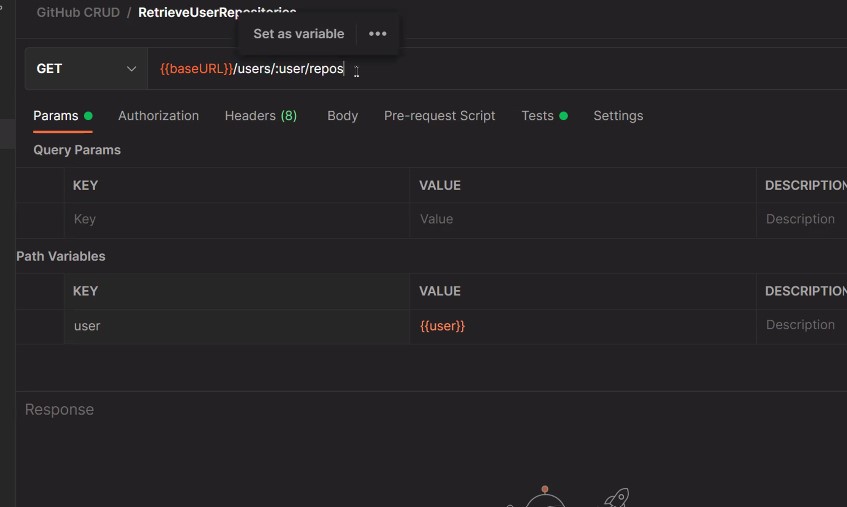 GitHub CRUD / RetrieveUserRepositories
Set as variable •••
GET {{baseURL}}/users/:user/repos
Params Authorization Headers (8) Body Pre-request Script Tests Settings
Query Params
KEY VALUE DESCRIPTION
Key Value Description
Path Variables
KEY VALUE DESCRIPTION
user {{user}} Description
Response